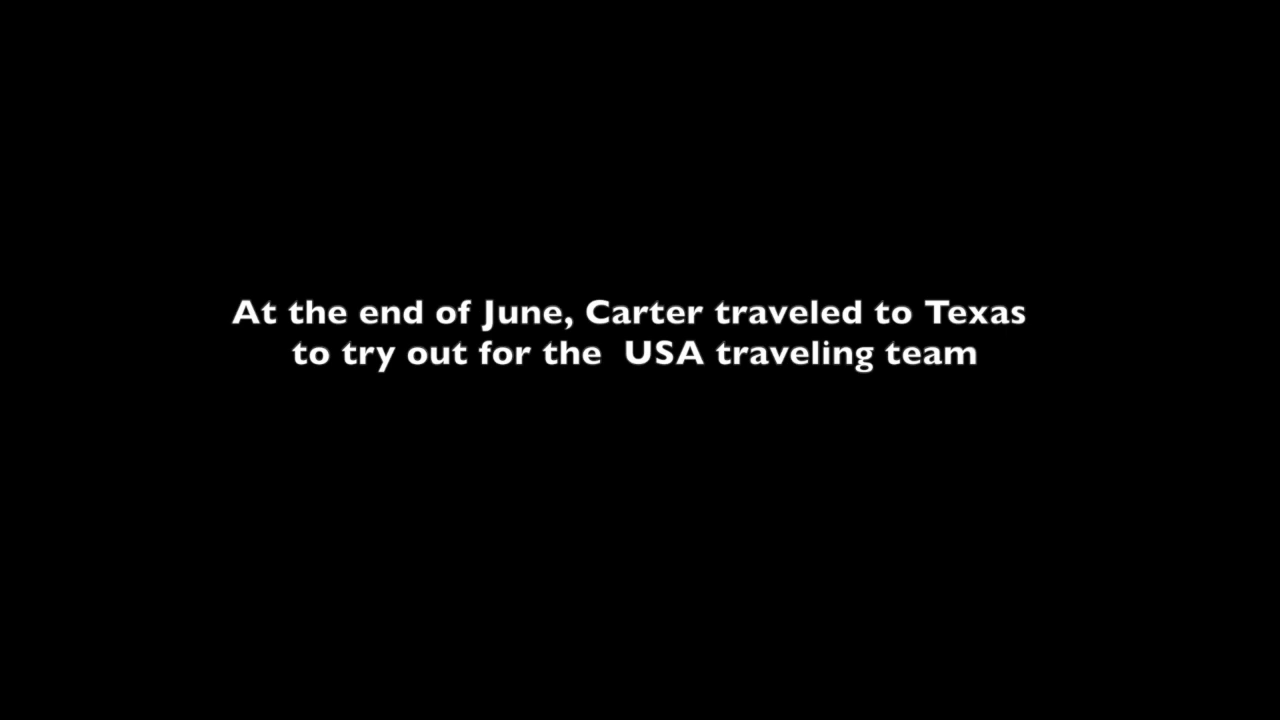 At the end of June, Carter traveled to Texas
to try out for the  USA traveling team